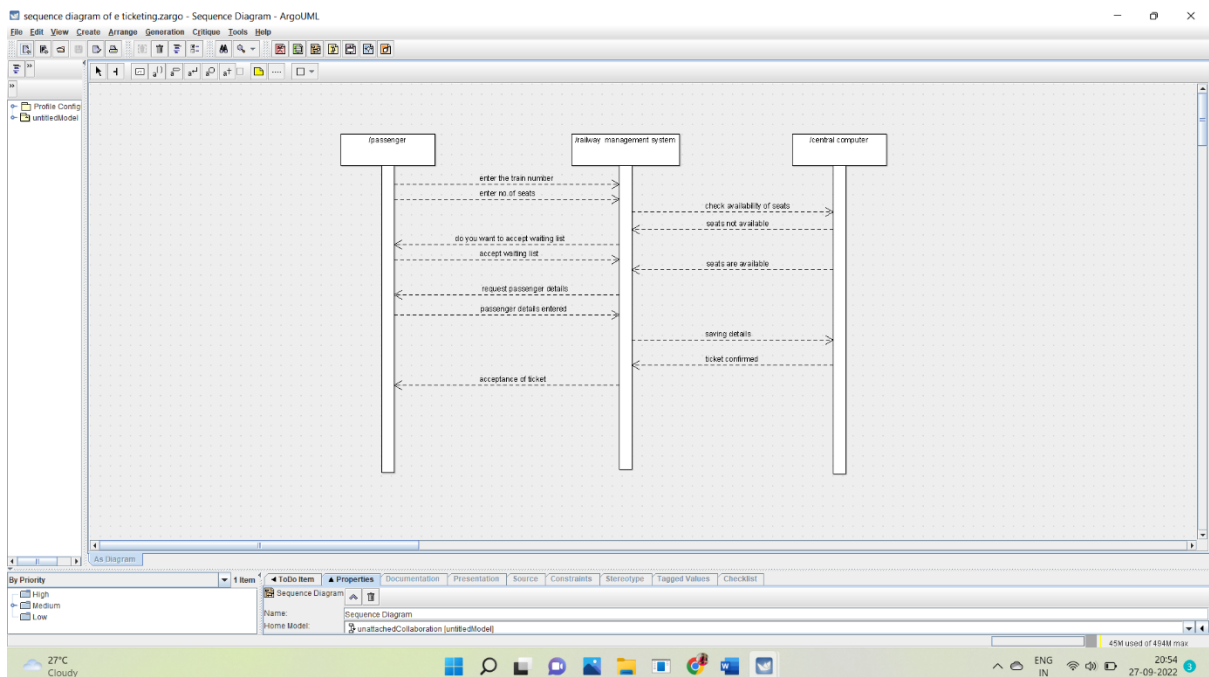 sequence diagram of e ticketing.zargo - Sequence Diagram - ArgoUML
File Edit View Create Arrange Generation Critique Tools Help
Profile Config
untitledModel
/passenger
/railway management system
/central computer
enter the train number
enter no.of seats
check availability of seats
seats not available
do you want to accept waiting list
accept waiting list
seats are available
request passenger details
passenger details entered
saving details
ticket confirmed
acceptance of ticket
As Diagram
By Priority
1 Item
High
Medium
Low
ToDo Item Properties Documentation Presentation Source Constraints Stereotype Tagged Values Checklist
Sequence Diagram
Name:
Sequence Diagram
Home Model:
unattachedCollaboration [untitledModel]
45M used of 494M max
27°C
Cloudy
ENG
IN
20:54
27-09-2022
3